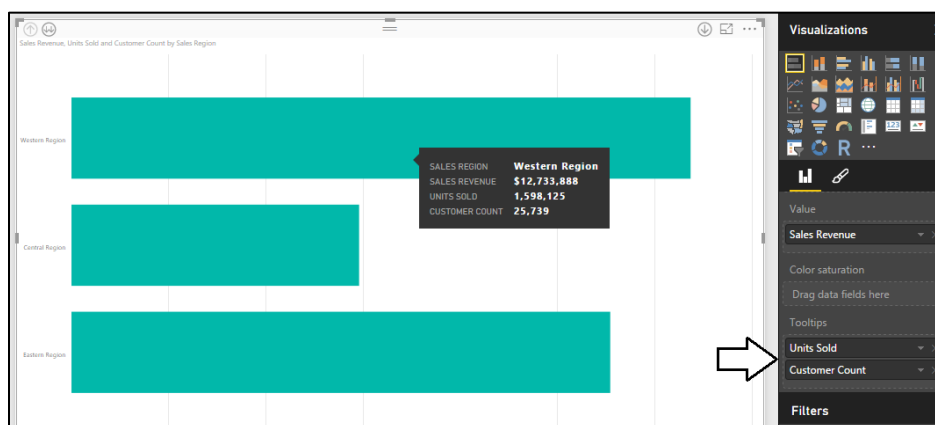 Sales Revenue, Units Sold and Customer Count by Sales Region
Western Region
SALES REGION Western Region
SALES REVENUE $12,733,888
UNITS SOLD 1,598,125
CUSTOMER COUNT 25,739
Central Region
Eastern Region
Visualizations
123
R
Value
Sales Revenue
Color saturation
Drag data fields here
Tooltips
Units Sold
Customer Count
Filters